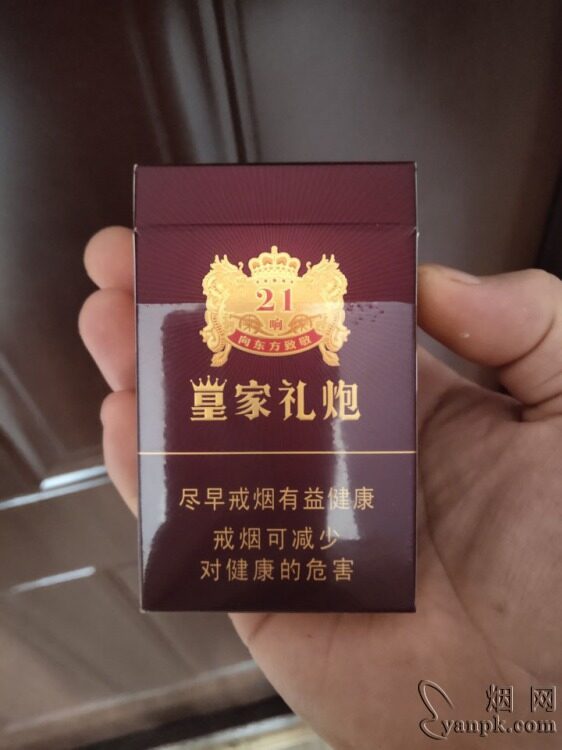 21
响
向东方致敬
皇家礼炮
尽早戒烟有益健康
戒烟可减少
对健康的危害
烟网
yanpk.com